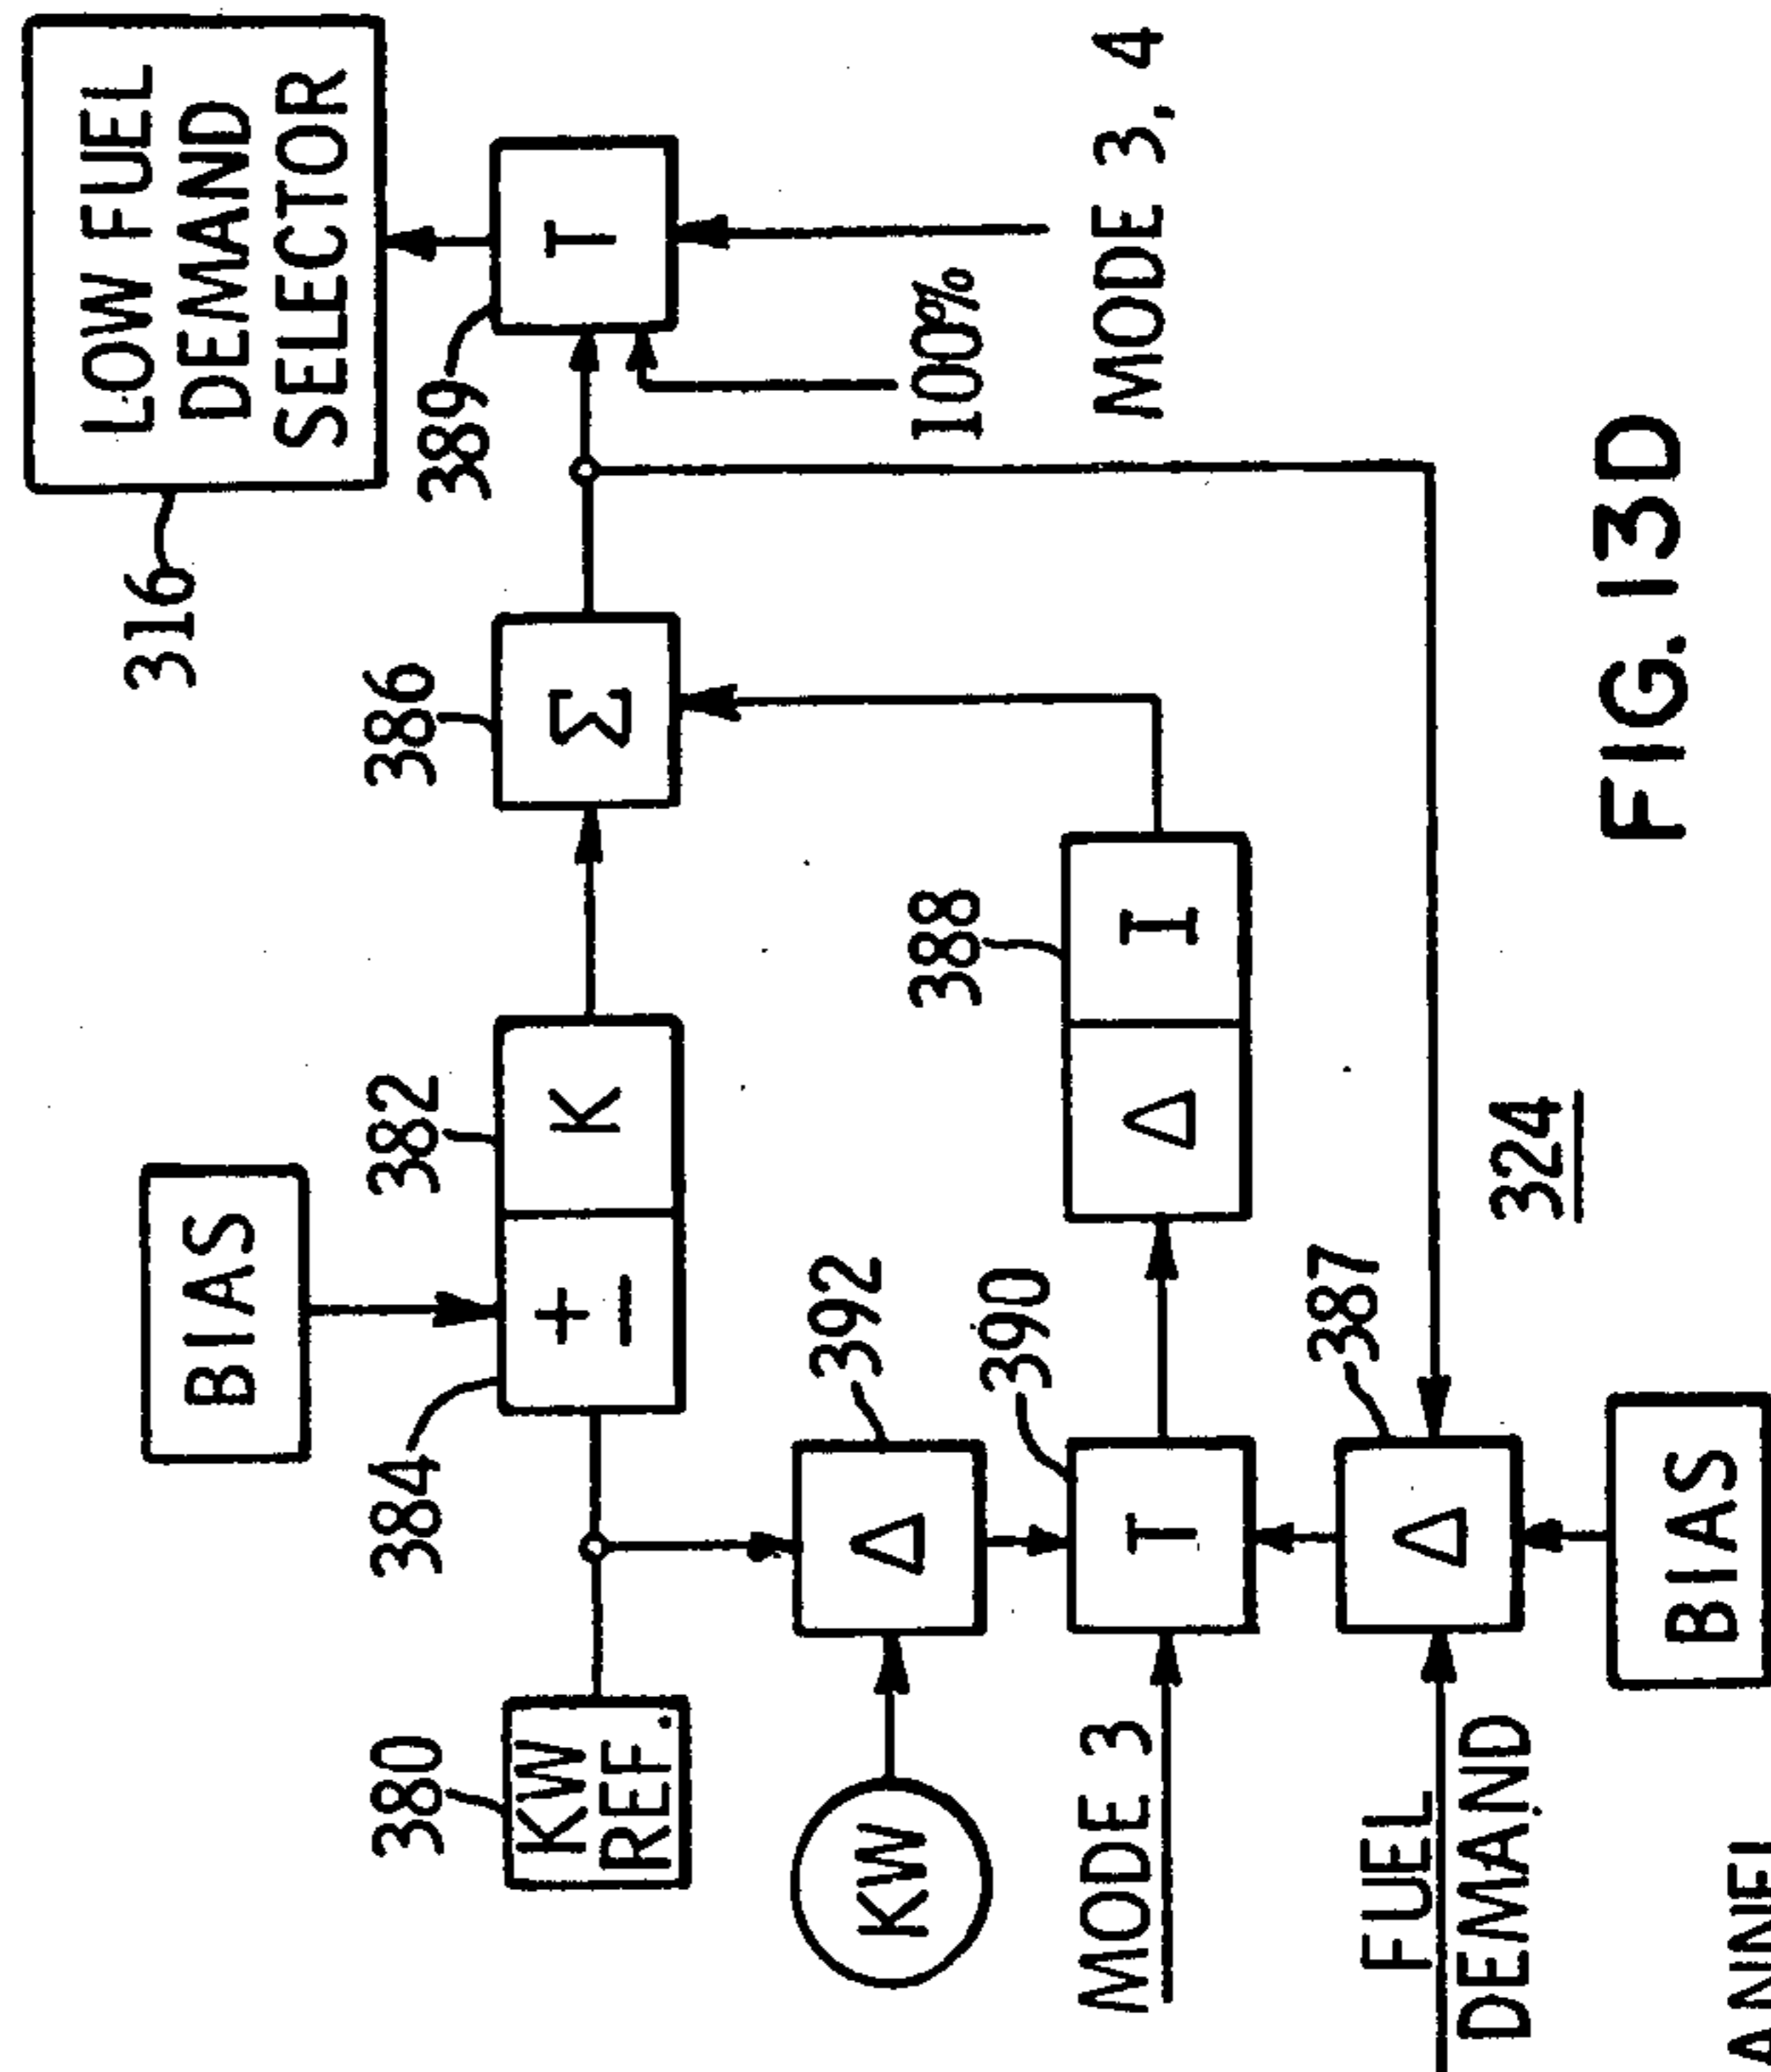 LOW FUEL
DEMAND
SELECTOR
316
BIAS
380
384
382
386
389
KW
REF.
+
−
K
Σ
T
392
KW
Δ
388
100%
390
MODE 3
T
Δ
I
MODE 3, 4
387
FUEL
DEMAND
Δ
324
BIAS
FIG. 13D